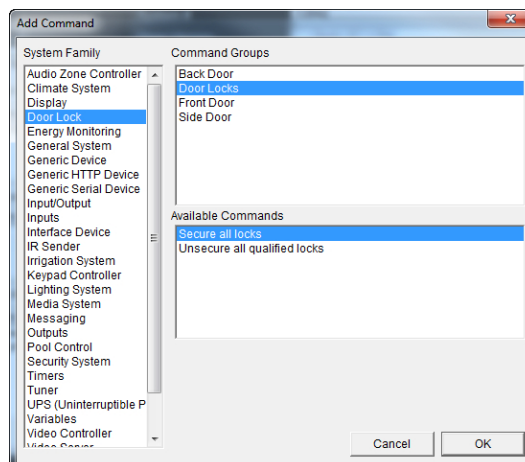 Add Command
System Family
Audio Zone Controller
Climate System
Display
Door Lock
Energy Monitoring
General System
Generic Device
Generic HTTP Device
Generic Serial Device
Input/Output
Inputs
Interface Device
IR Sender
Irrigation System
Keypad Controller
Lighting System
Media System
Messaging
Outputs
Pool Control
Security System
Timers
Tuner
UPS (Uninterruptible P
Variables
Video Controller
Video Server
Command Groups
Back Door
Door Locks
Front Door
Side Door
Available Commands
Secure all locks
Unsecure all qualified locks
Cancel
OK